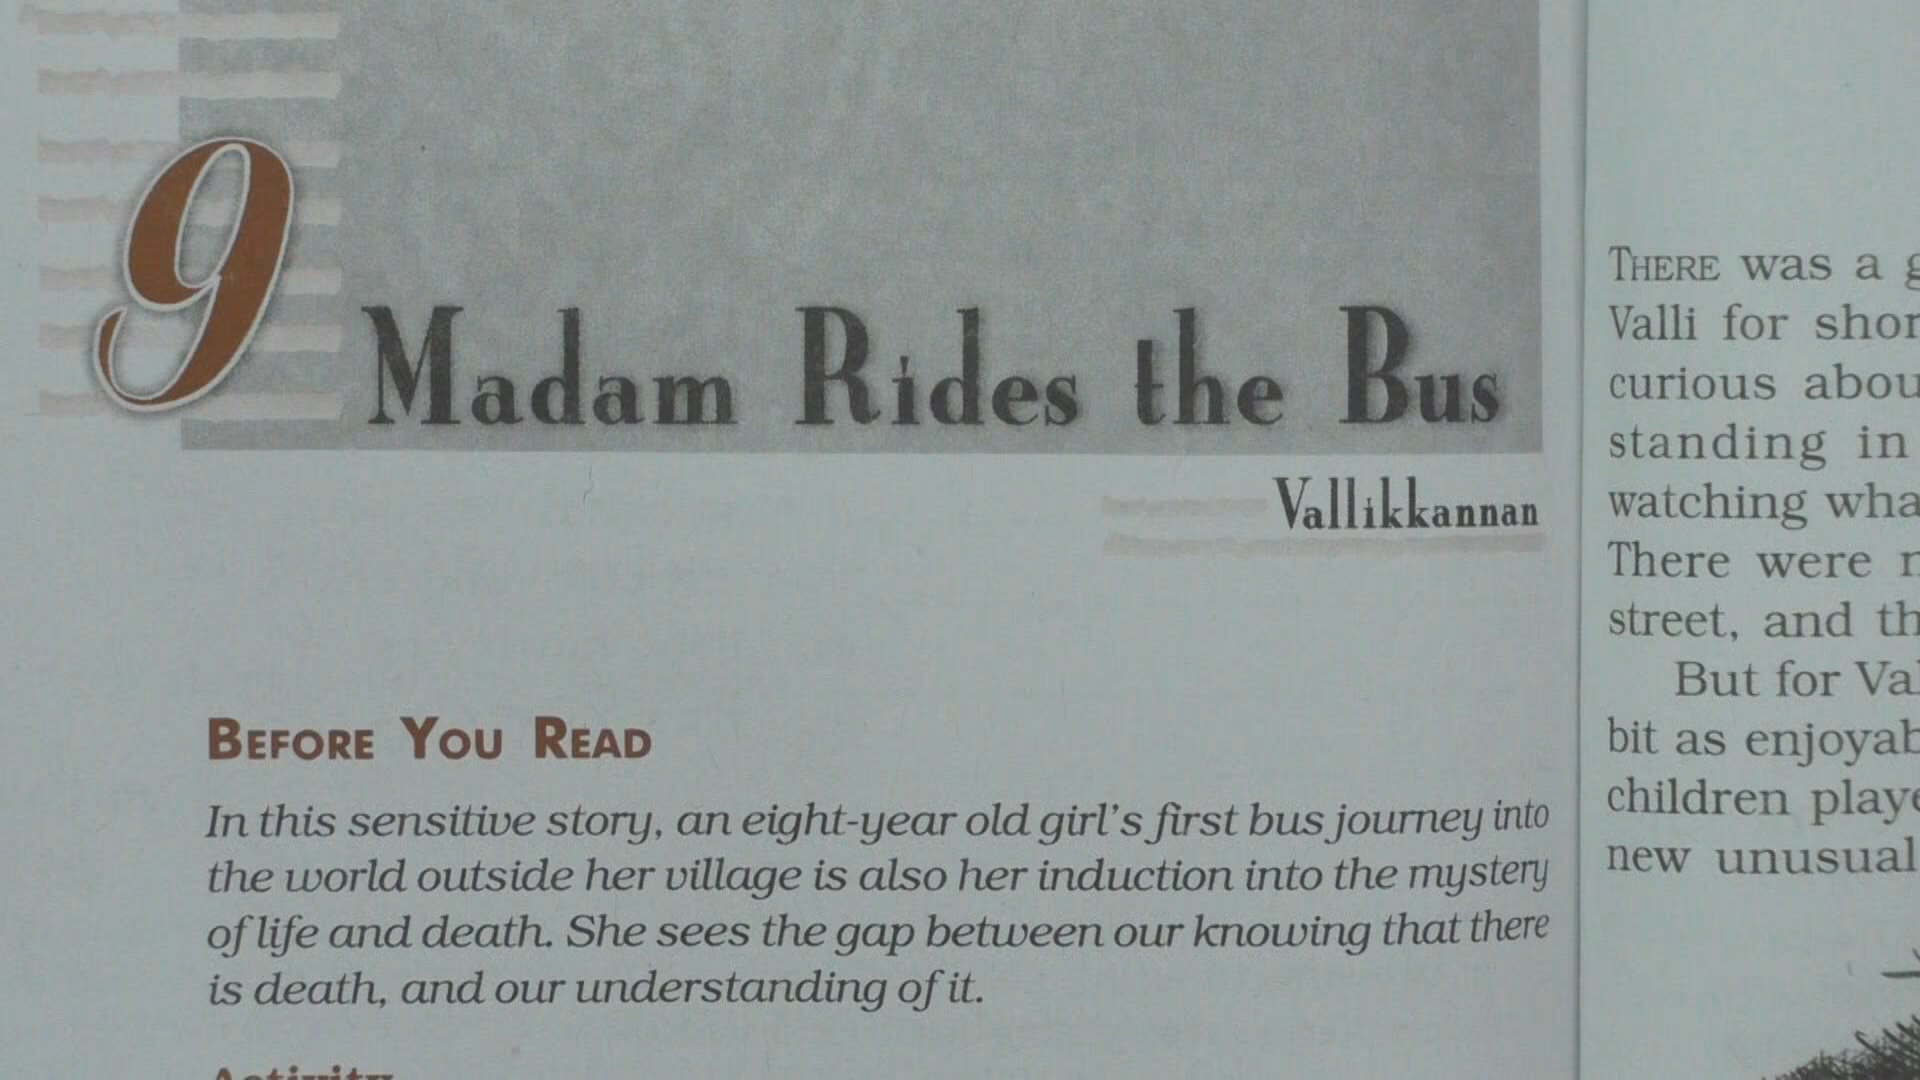 9 Madam Rides the Bus
Vallikkannan
BEFORE YOU READ
In this sensitive story, an eight-year old girl's first bus journey into
the world outside her village is also her induction into the mystery
of life and death. She sees the gap between our knowing that there
is death, and our understanding of it.
THERE was a
Valli for
curious
standing in
watching
There were
street, and
But for
bit as
children
new unusual